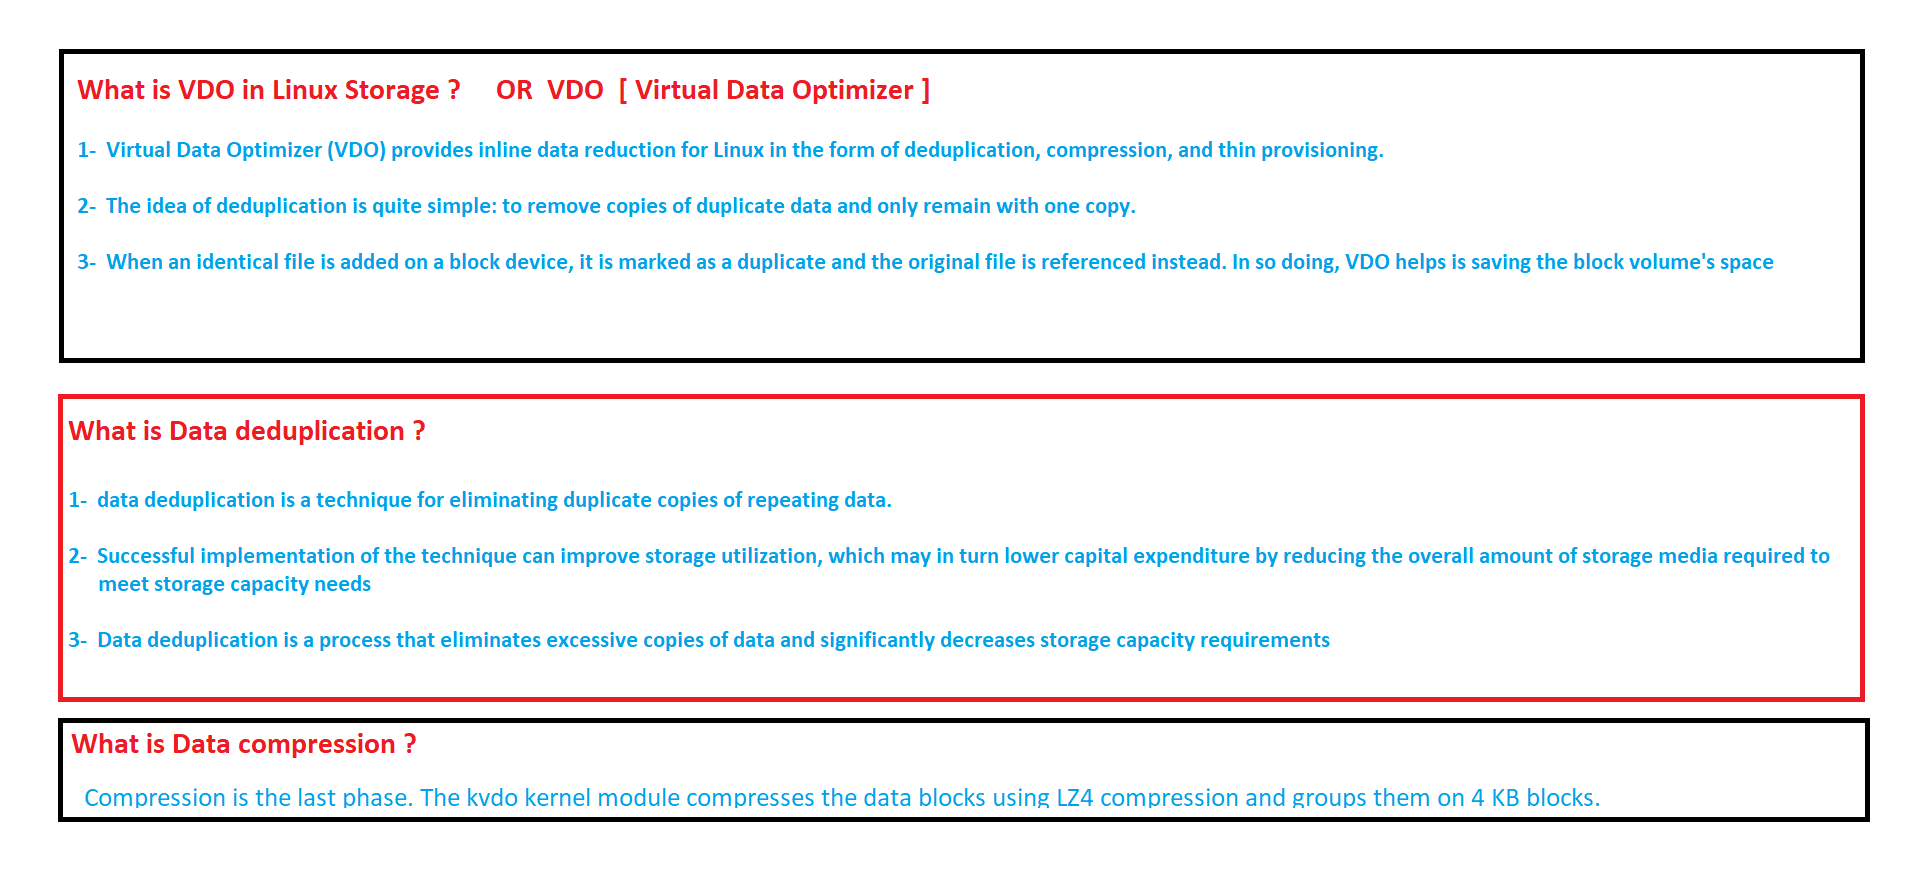 What is VDO in Linux Storage ? OR VDO [ Virtual Data Optimizer ]
1- Virtual Data Optimizer (VDO) provides inline data reduction for Linux in the form of deduplication, compression, and thin provisioning.
2- The idea of deduplication is quite simple: to remove copies of duplicate data and only remain with one copy.
3- When an identical file is added on a block device, it is marked as a duplicate and the original file is referenced instead. In so doing, VDO helps is saving the block volume's space
What is Data deduplication ?
1- data deduplication is a technique for eliminating duplicate copies of repeating data.
2- Successful implementation of the technique can improve storage utilization, which may in turn lower capital expenditure by reducing the overall amount of storage media required to
meet storage capacity needs
3- Data deduplication is a process that eliminates excessive copies of data and significantly decreases storage capacity requirements
What is Data compression ?
Compression is the last phase. The kvdo kernel module compresses the data blocks using LZ4 compression and groups them on 4 KB blocks.